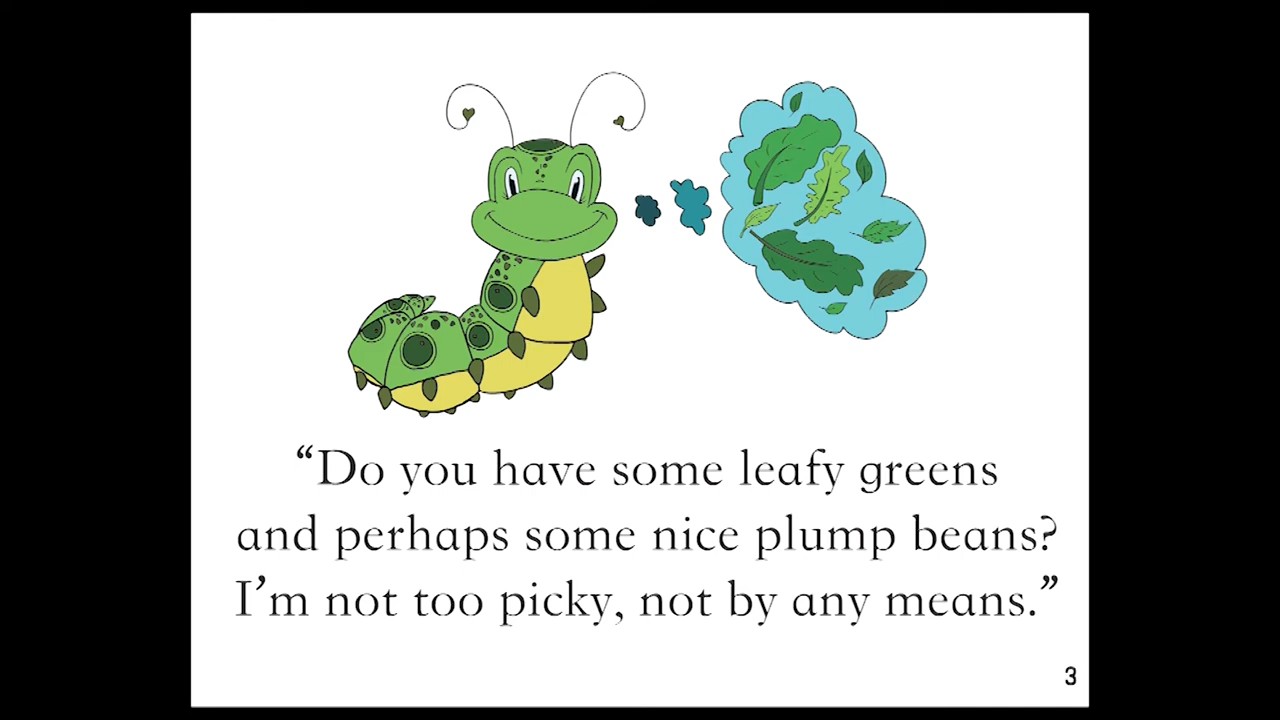 “Do you have some leafy greens
and perhaps some nice plump beans?
I’m not too picky, not by any means.”
3